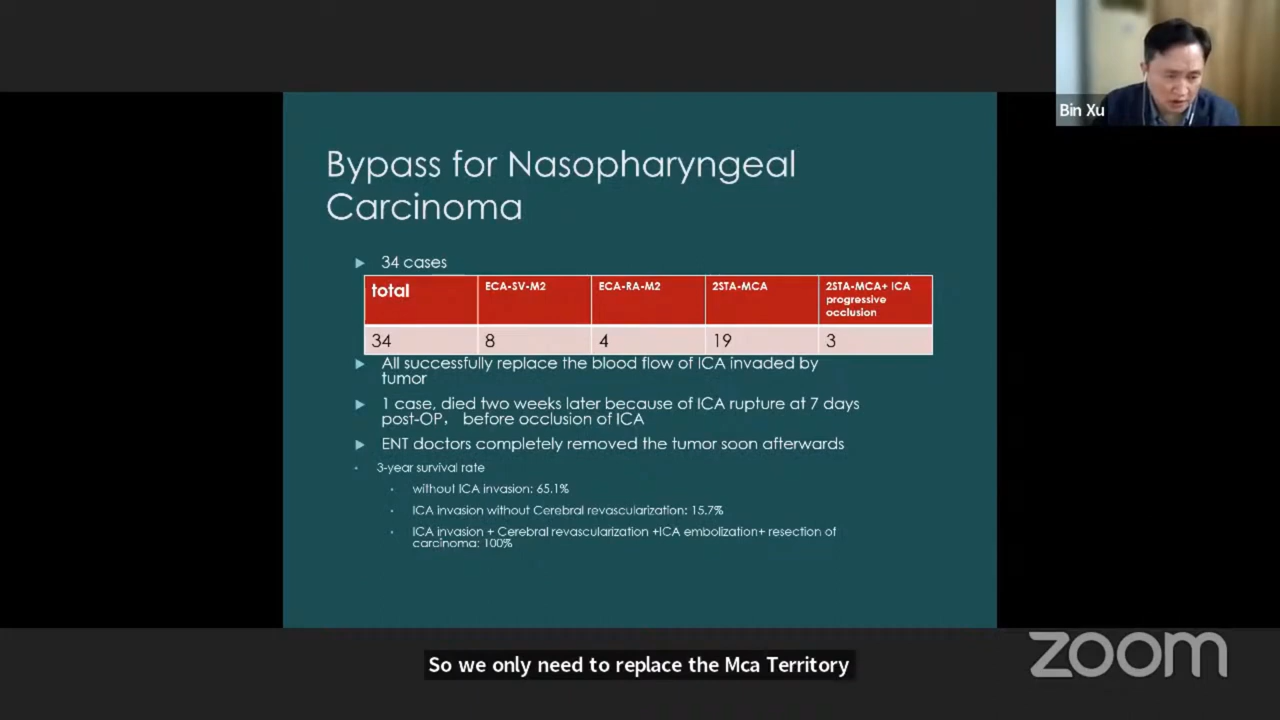 Bin Xu
Bypass for Nasopharyngeal
Carcinoma
34 cases
total ECA-SV-M2 ECA-RA-M2 2STA-MCA 2STA-MCA+ ICA
progressive
occlusion
34 8 4 19 3
All successfully replace the blood flow of ICA invaded by
tumor
1 case, died two weeks later because of ICA rupture at 7 days
post-OP， before occlusion of ICA
ENT doctors completely removed the tumor soon afterwards
3-year survival rate
without ICA invasion: 65.1%
ICA invasion without Cerebral revascularization: 15.7%
ICA invasion + Cerebral revascularization +ICA embolization+ resection of
carcinoma: 100%
So we only need to replace the Mca Territory
zoom